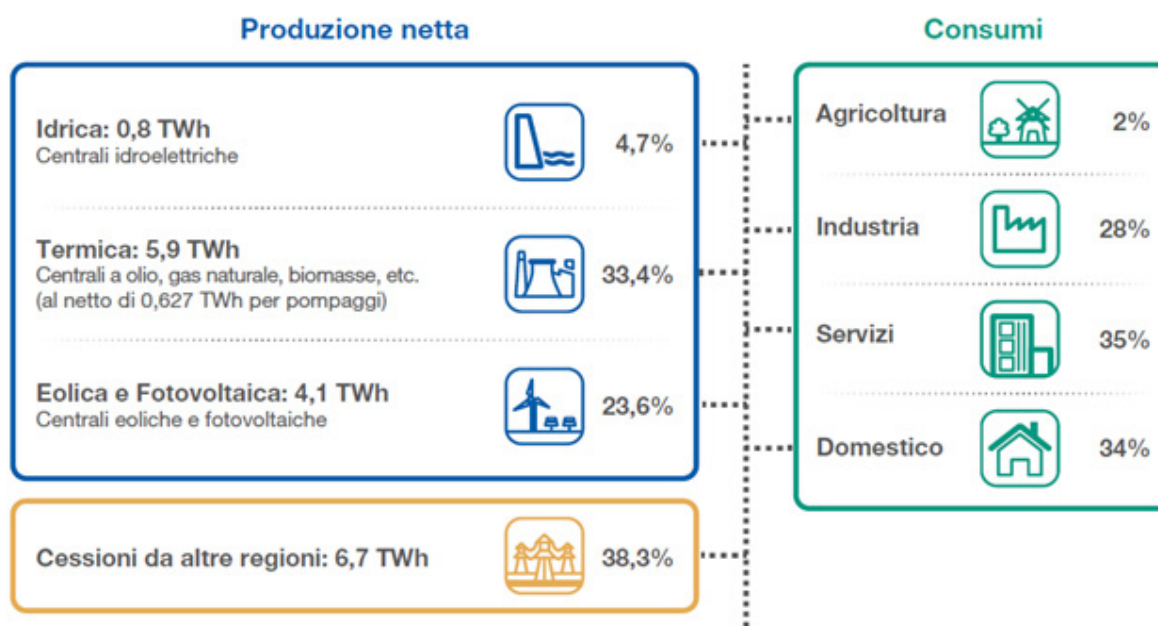 Produzione netta
Idrica: 0,8 TWh
Centrali idroelettriche
4,7%
Termica: 5,9 TWh
Centrali a olio, gas naturale, biomasse, etc.
(al netto di 0,627 TWh per pompaggi)
33,4%
Eolica e Fotovoltaica: 4,1 TWh
Centrali eoliche e fotovoltaiche
23,6%
Cessioni da altre regioni: 6,7 TWh
38,3%
Consumi
Agricoltura
2%
Industria
28%
Servizi
35%
Domestico
34%